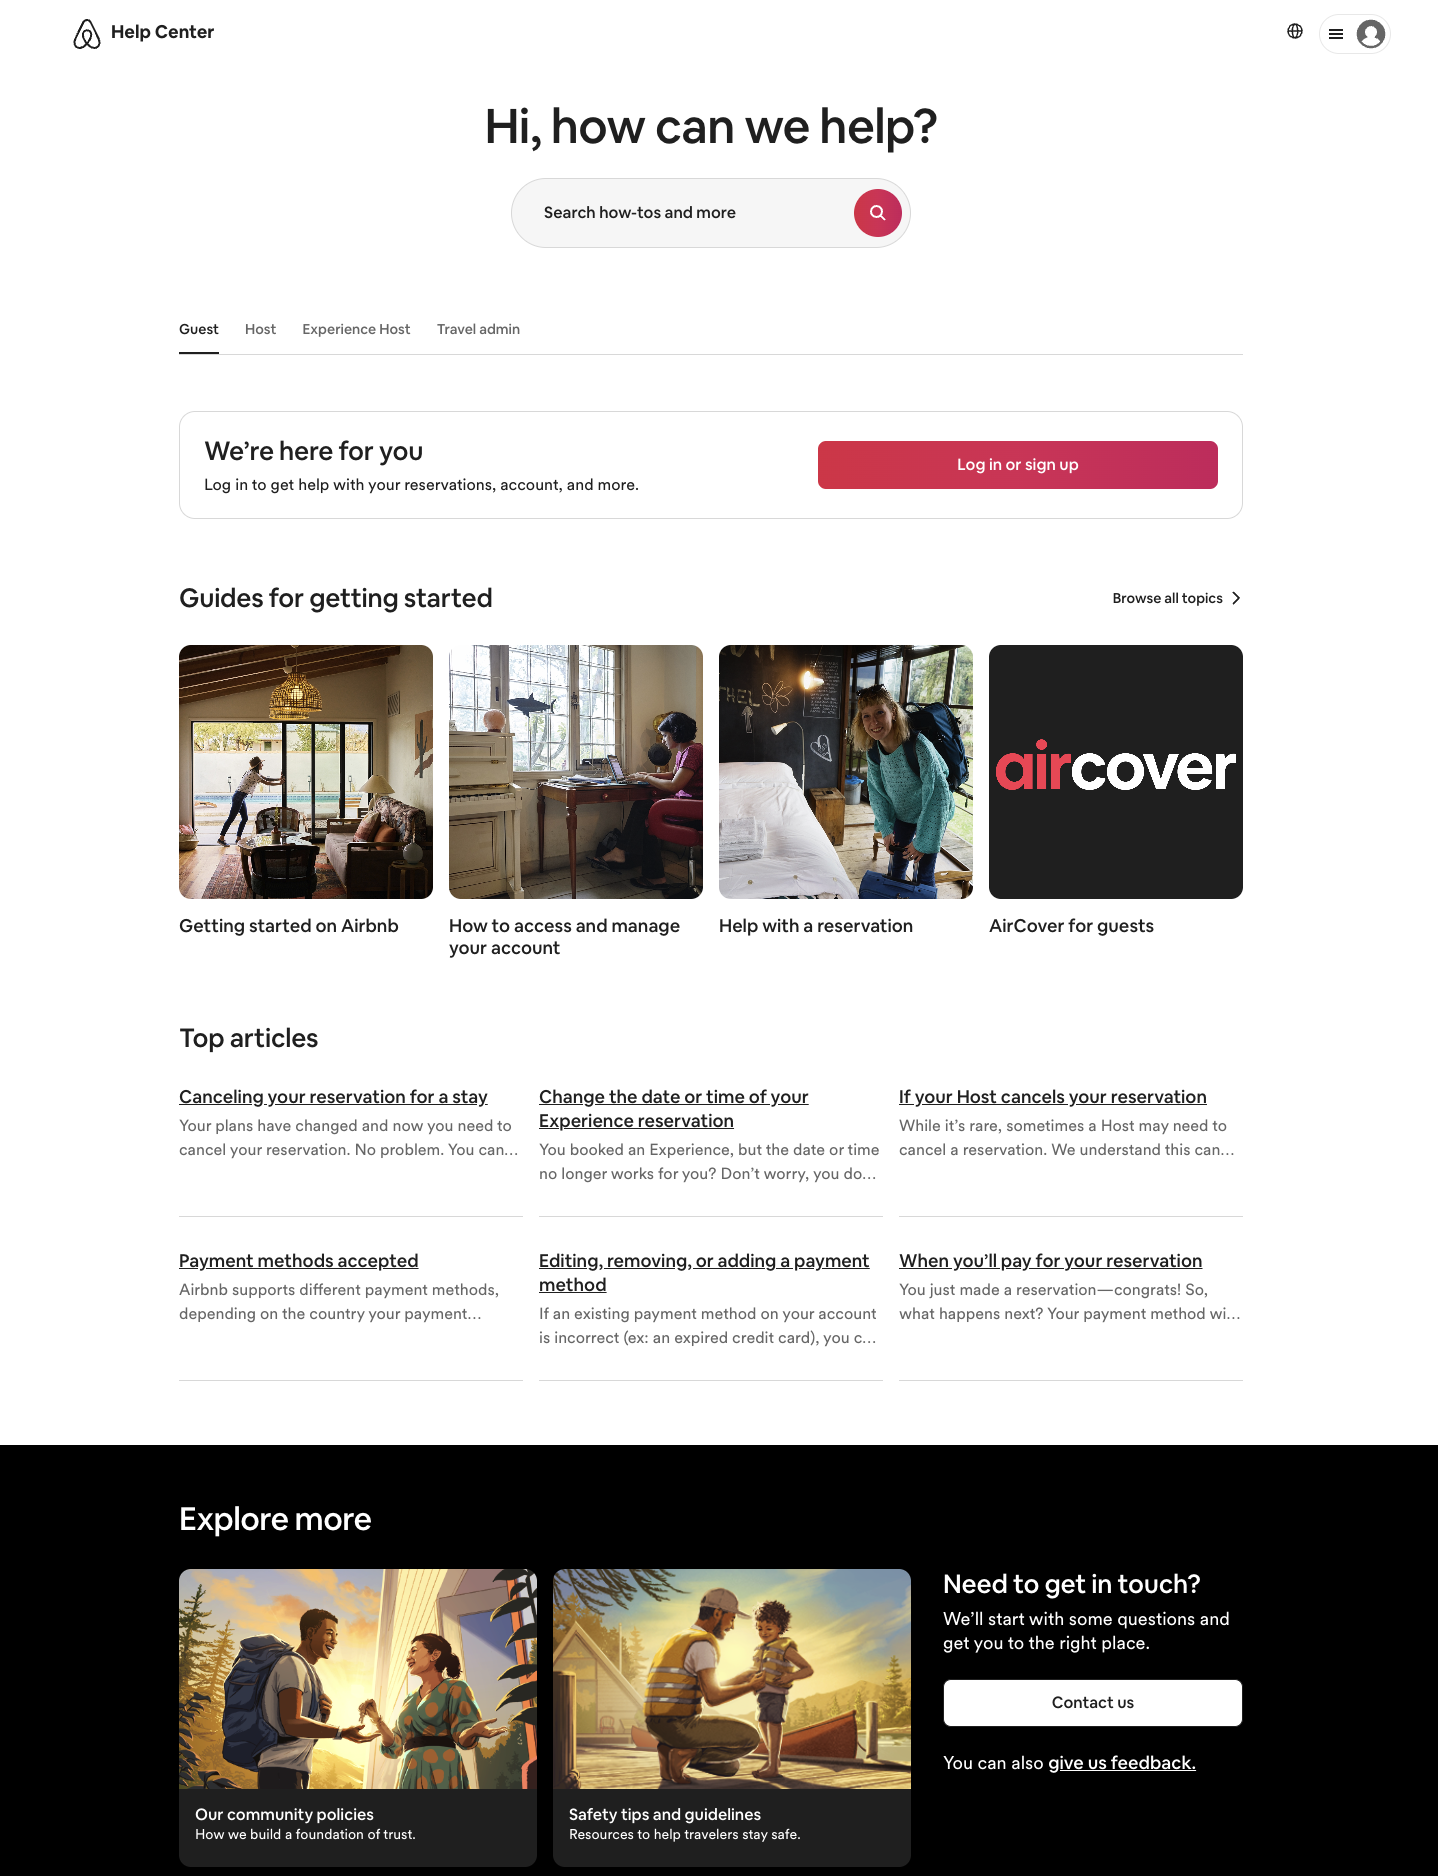 Help Center
Hi, how can we help?
Search how-tos and more
Guest
Host
Experience Host
Travel admin
We’re here for you
Log in to get help with your reservations, account, and more.
Log in or sign up
Guides for getting started
Browse all topics
aircover
Getting started on Airbnb
How to access and manage
your account
Help with a reservation
AirCover for guests
Top articles
Canceling your reservation for a stay
Your plans have changed and now you need to
cancel your reservation. No problem. You can…
Change the date or time of your
Experience reservation
You booked an Experience, but the date or time
no longer works for you? Don’t worry, you do…
If your Host cancels your reservation
While it’s rare, sometimes a Host may need to
cancel a reservation. We understand this can…
Payment methods accepted
Airbnb supports different payment methods,
depending on the country your payment…
Editing, removing, or adding a payment
method
If an existing payment method on your account
is incorrect (ex: an expired credit card), you c…
When you’ll pay for your reservation
You just made a reservation—congrats! So,
what happens next? Your payment method wi…
Explore more
Our community policies
How we build a foundation of trust.
Safety tips and guidelines
Resources to help travelers stay safe.
Need to get in touch?
We’ll start with some questions and
get you to the right place.
Contact us
You can also give us feedback.